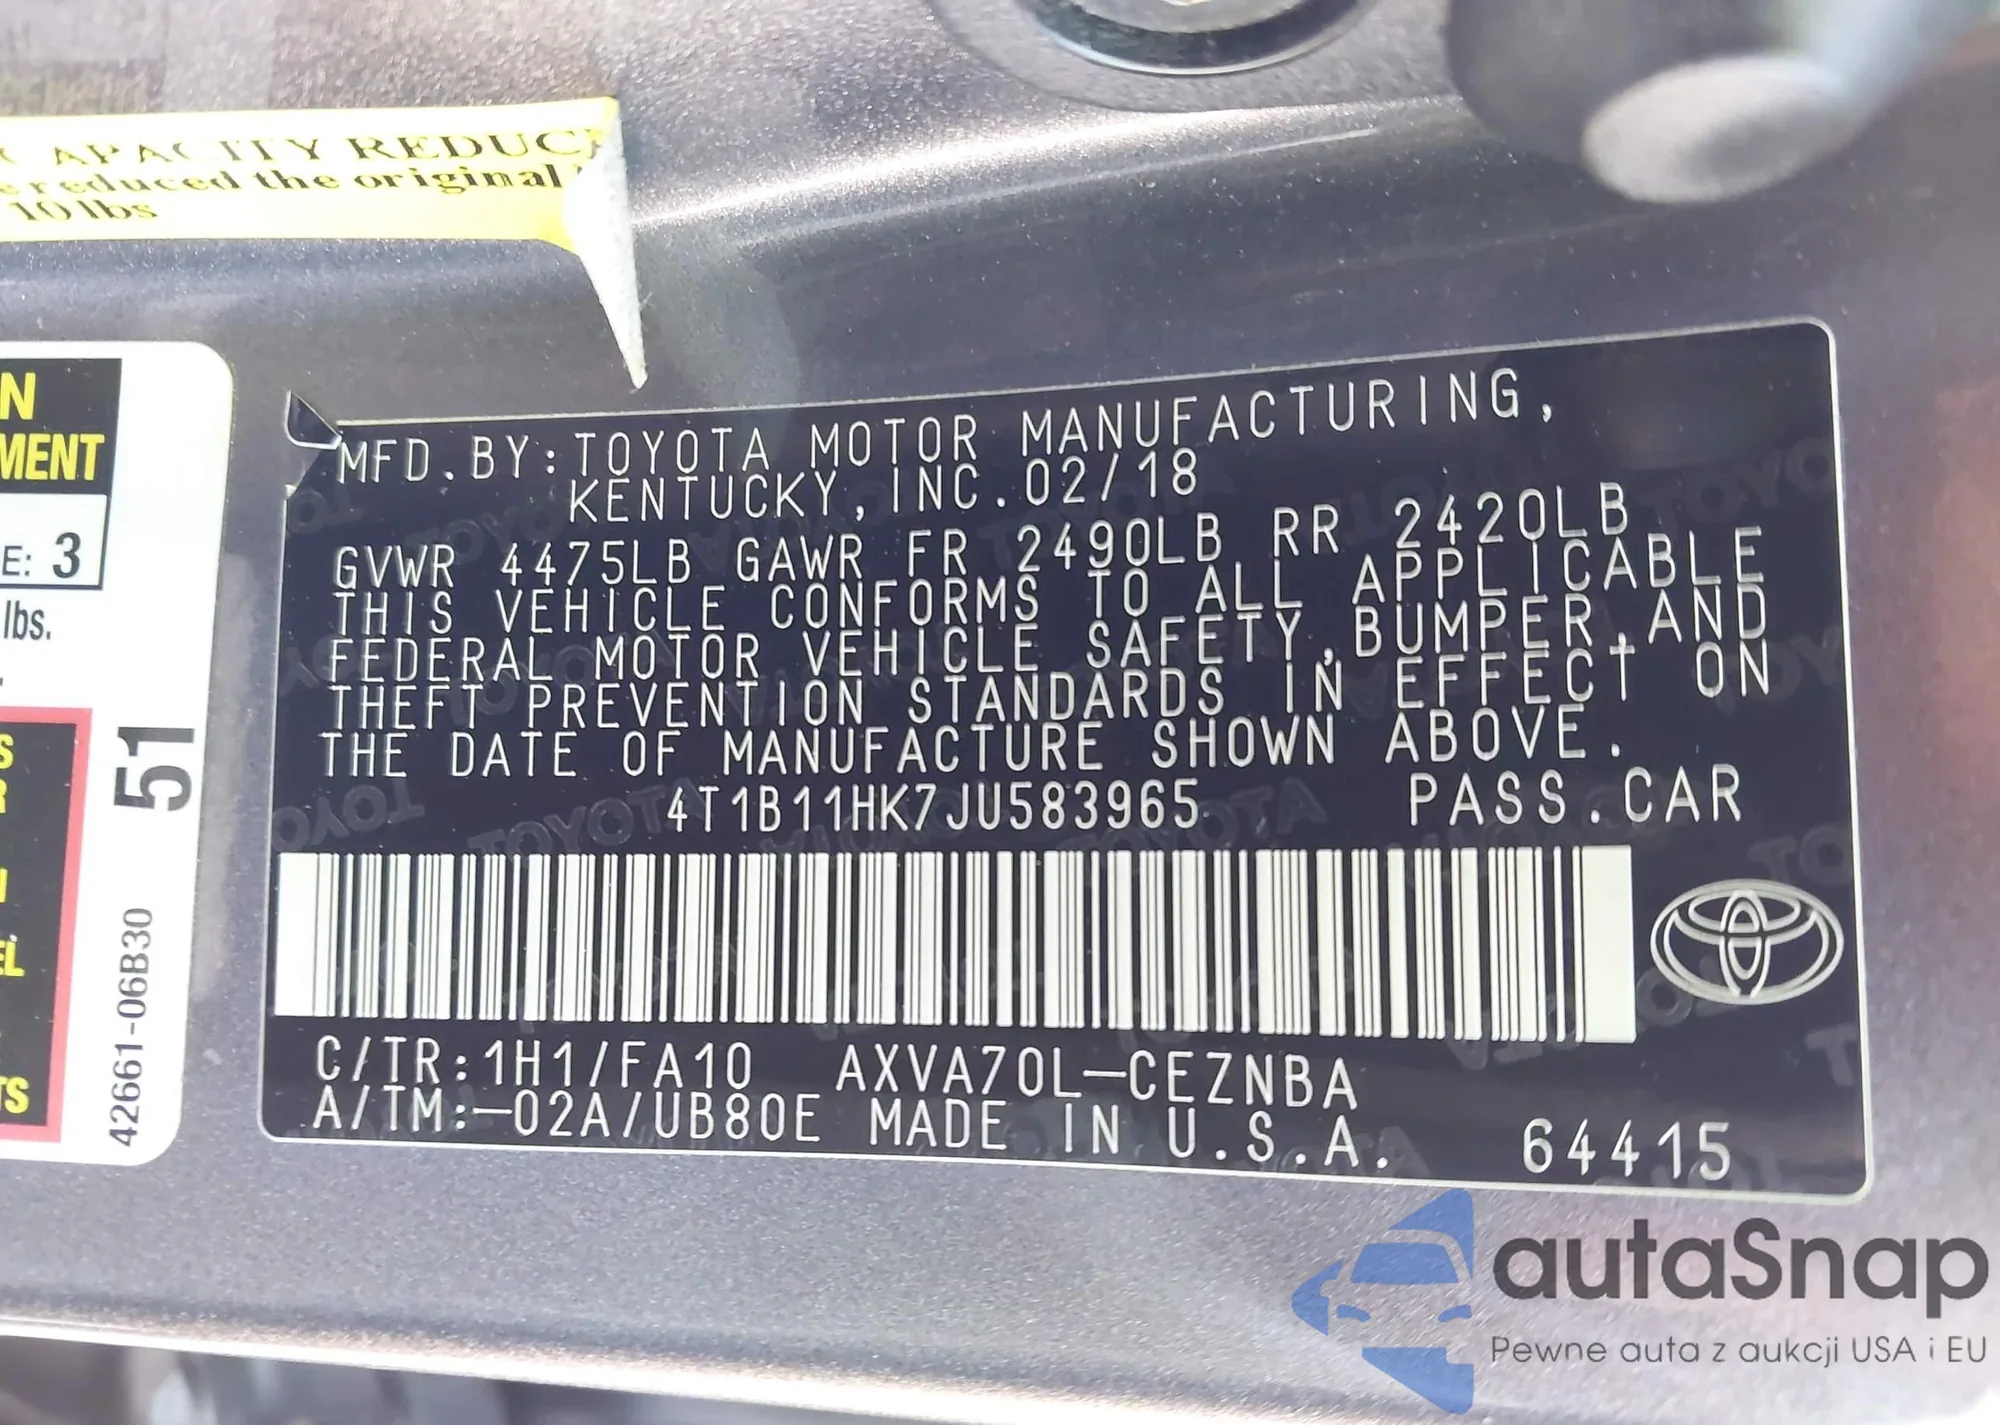 APACITY REDUC
reduced the original
10 lbs
N
MENT
E: 3
lbs.
S
R
EL
TS
51
42661-06B30
MFD.BY:TOYOTA MOTOR MANUFACTURING,
KENTUCKY,INC.02/18
GVWR 4475LB GAWR FR 2490LB RR 2420LB
THIS VEHICLE CONFORMS TO ALL APPLICABLE
FEDERAL MOTOR VEHICLE SAFETY,BUMPER,AND
THEFT PREVENTION STANDARDS IN EFFECT ON
THE DATE OF MANUFACTURE SHOWN ABOVE.
4T1B11HK7JU583965 PASS.CAR
C/TR:1H1/FA10 AXVA70L-CEZNBA
A/TM:-02A/UB80E MADE IN U.S.A. 64415
autaSnap
Pewne auta z aukcji USA i EU